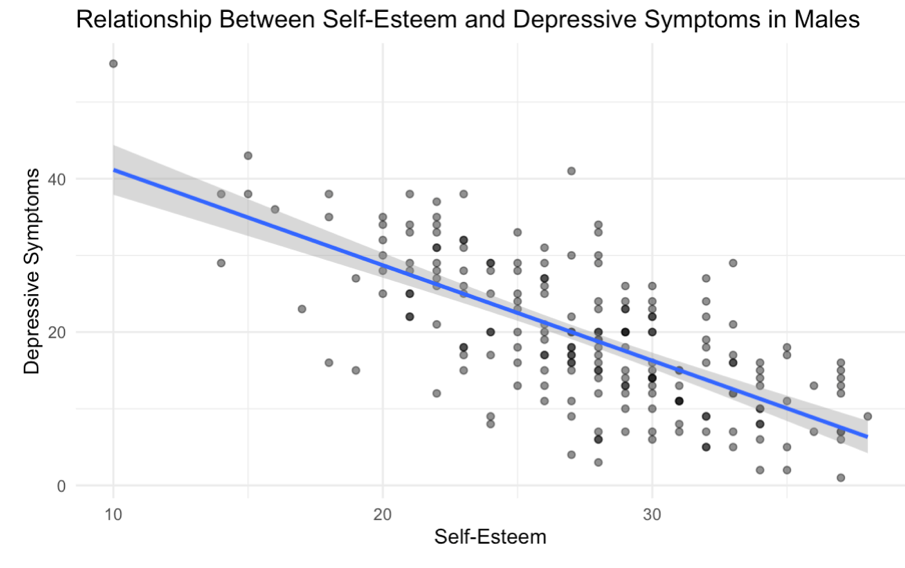 Relationship Between Self-Esteem and Depressive Symptoms in Males
Depressive Symptoms
40
20
0
10
20
30
Self-Esteem